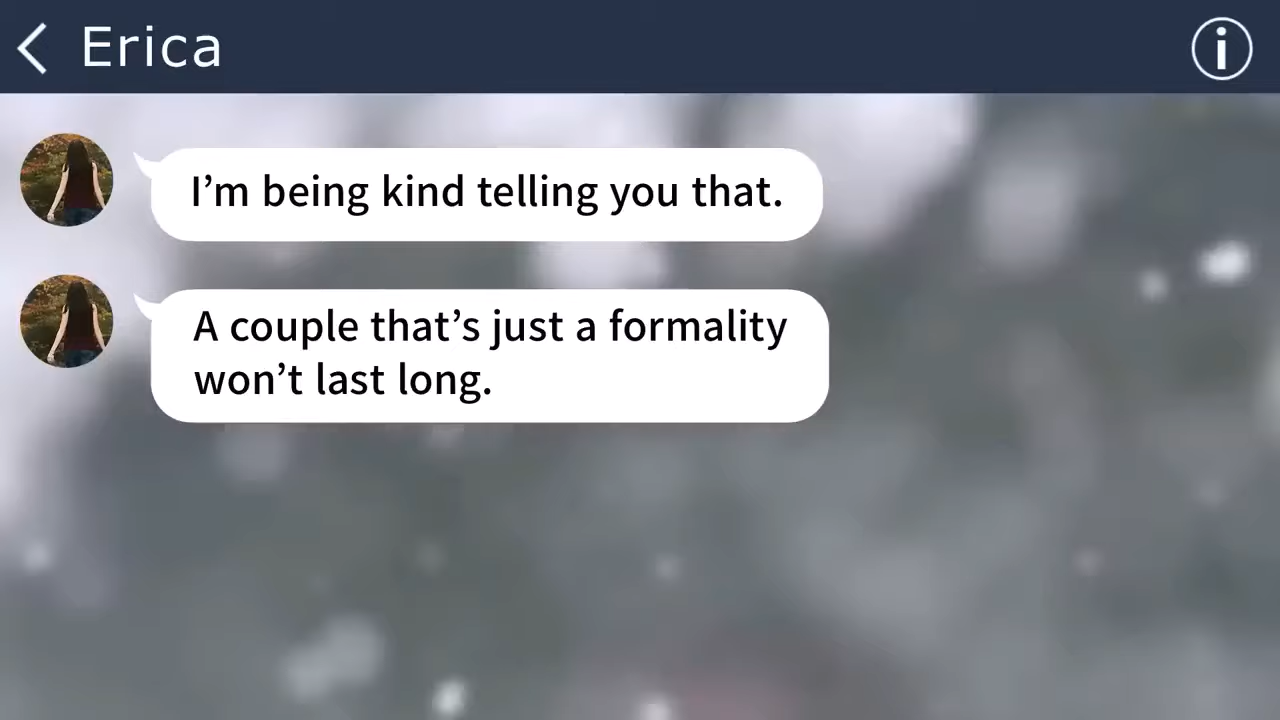 Erica
I’m being kind telling you that.
A couple that’s just a formality
won’t last long.